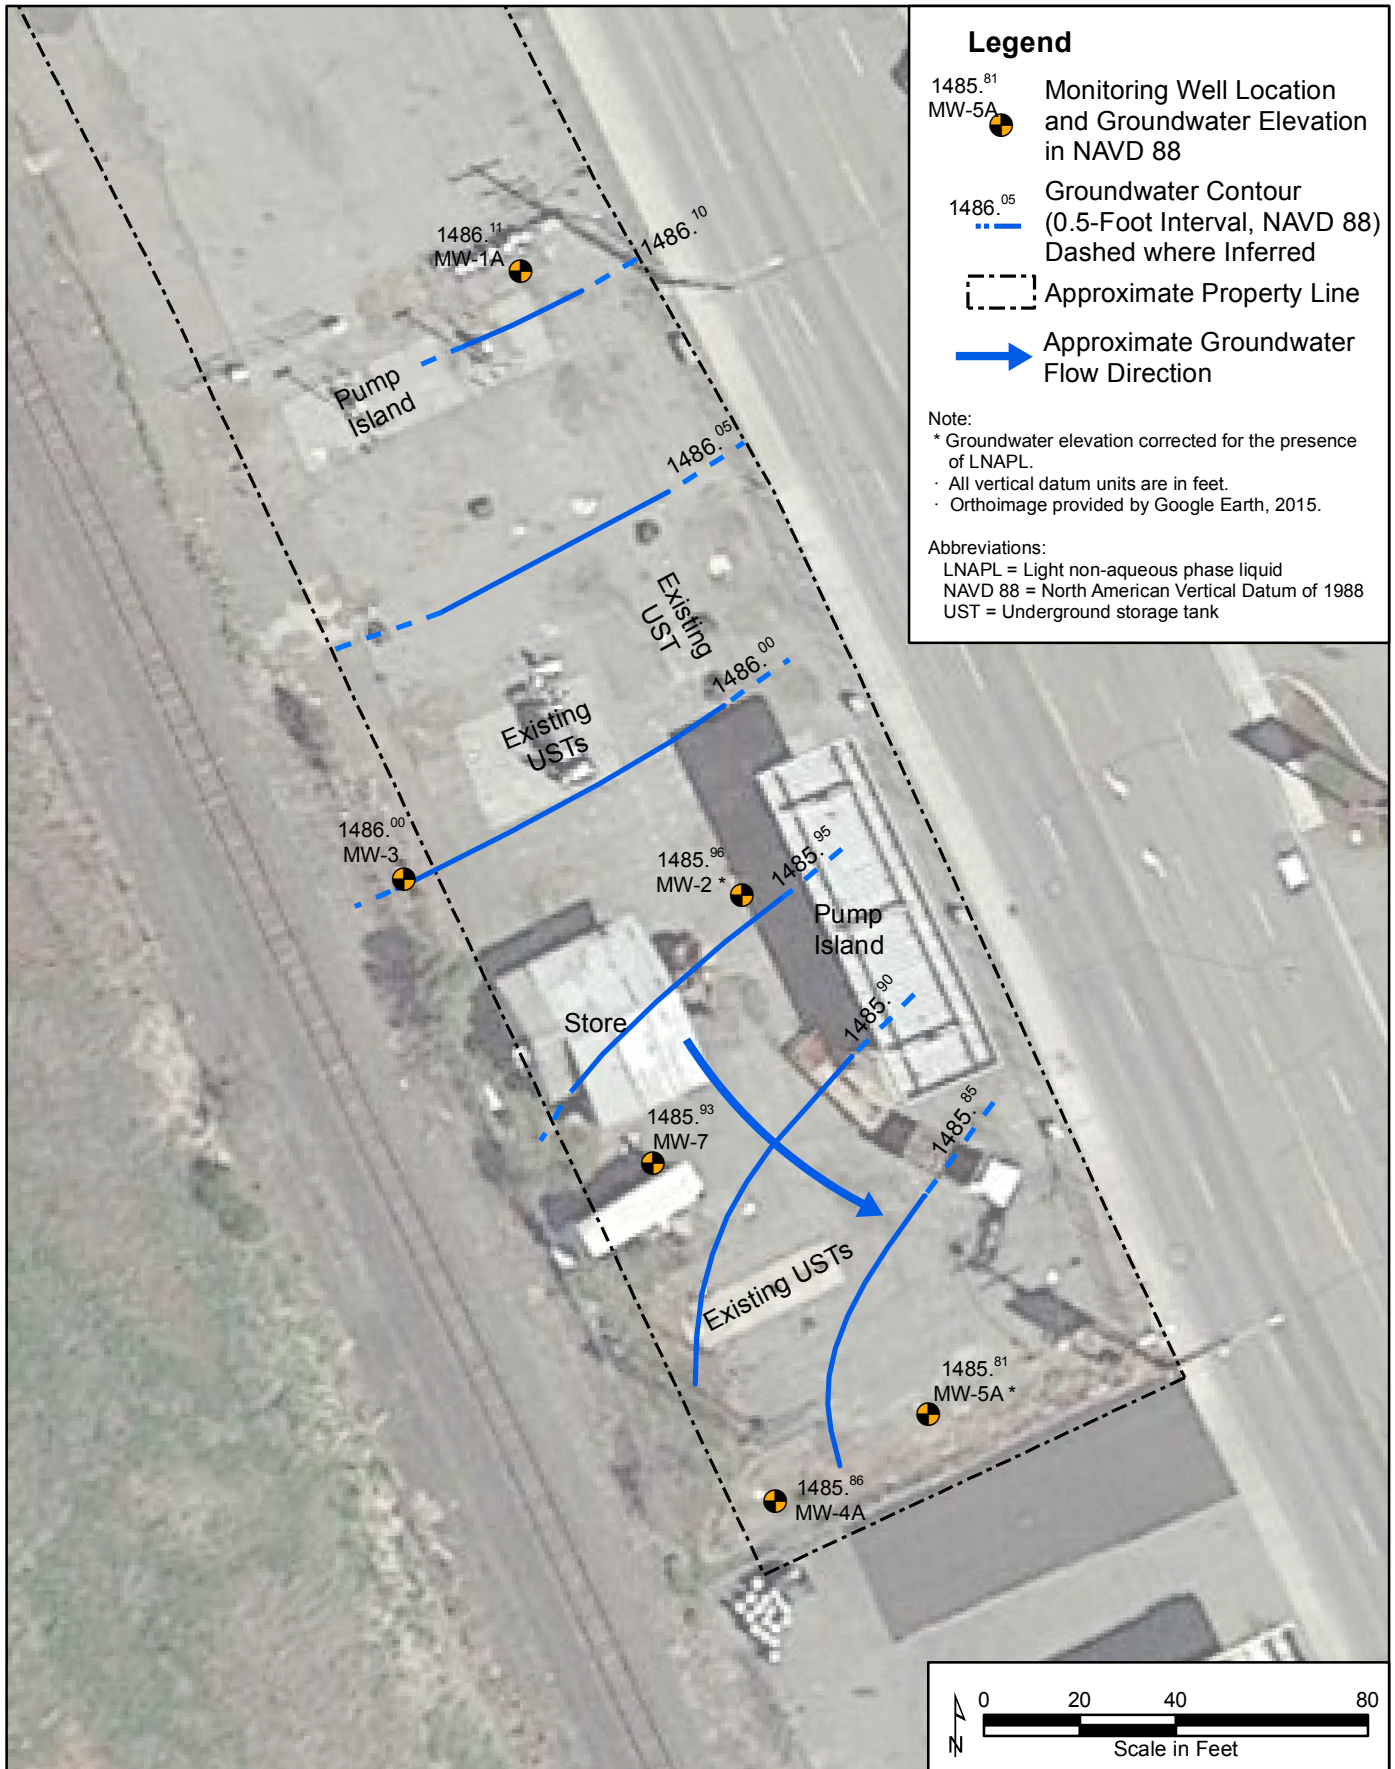 Legend
1485.81
MW-5A
Monitoring Well Location
and Groundwater Elevation
in NAVD 88
1486.05
Groundwater Contour
(0.5-Foot Interval, NAVD 88)
Dashed where Inferred
Approximate Property Line
Approximate Groundwater
Flow Direction
Note:
* Groundwater elevation corrected for the presence
of LNAPL.
· All vertical datum units are in feet.
· Orthoimage provided by Google Earth, 2015.
Abbreviations:
LNAPL = Light non-aqueous phase liquid
NAVD 88 = North American Vertical Datum of 1988
UST = Underground storage tank
1486.11
MW-1A
1486.10
Pump
Island
1486.05
Existing
UST
1486.00
Existing
USTs
1486.00
MW-3
1485.96
MW-2 *
1485.95
Pump
Island
1485.90
Store
1485.93
MW-7
1485.85
Existing USTs
1485.81
MW-5A *
1485.86
MW-4A
N
0 20 40 80
Scale in Feet